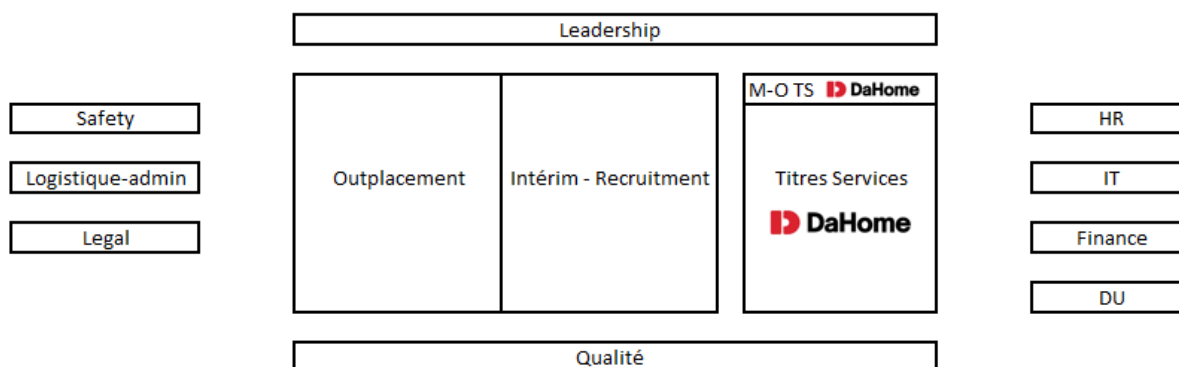 Leadership
M-O TS DaHome
Safety
HR
Logistique-admin
Outplacement
Intérim - Recruitment
Titres Services
IT
DaHome
Legal
Finance
DU
Qualité